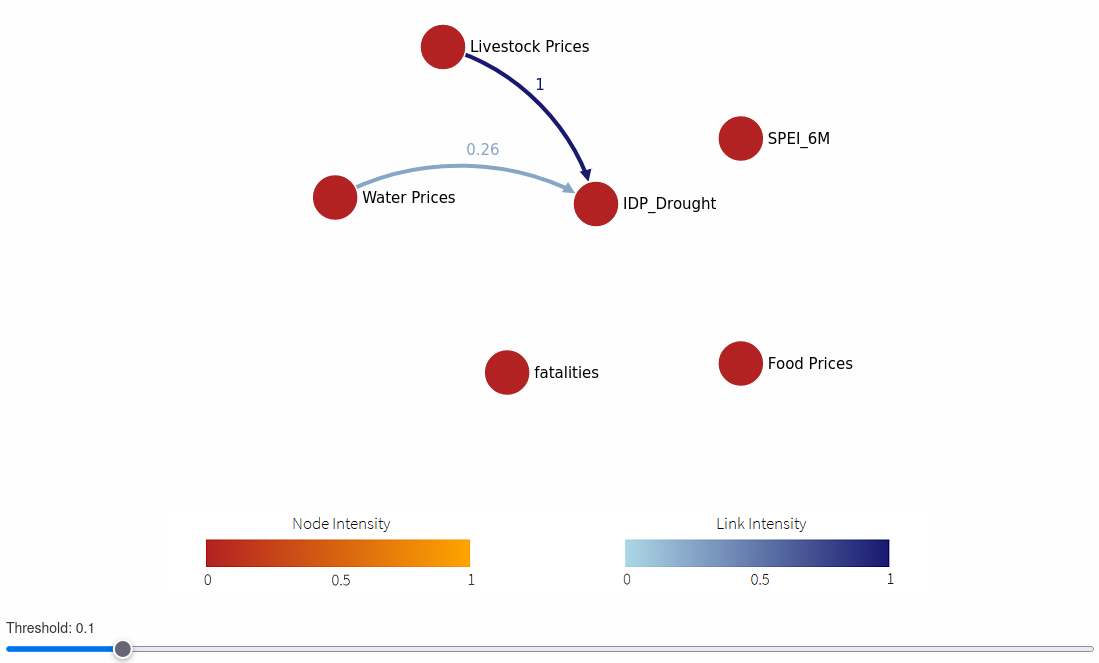 Livestock Prices
1
SPEI_6M
0.26
Water Prices
IDP_Drought
fatalities
Food Prices
Node Intensity
0 0.5 1
Link Intensity
0 0.5 1
Threshold: 0.1